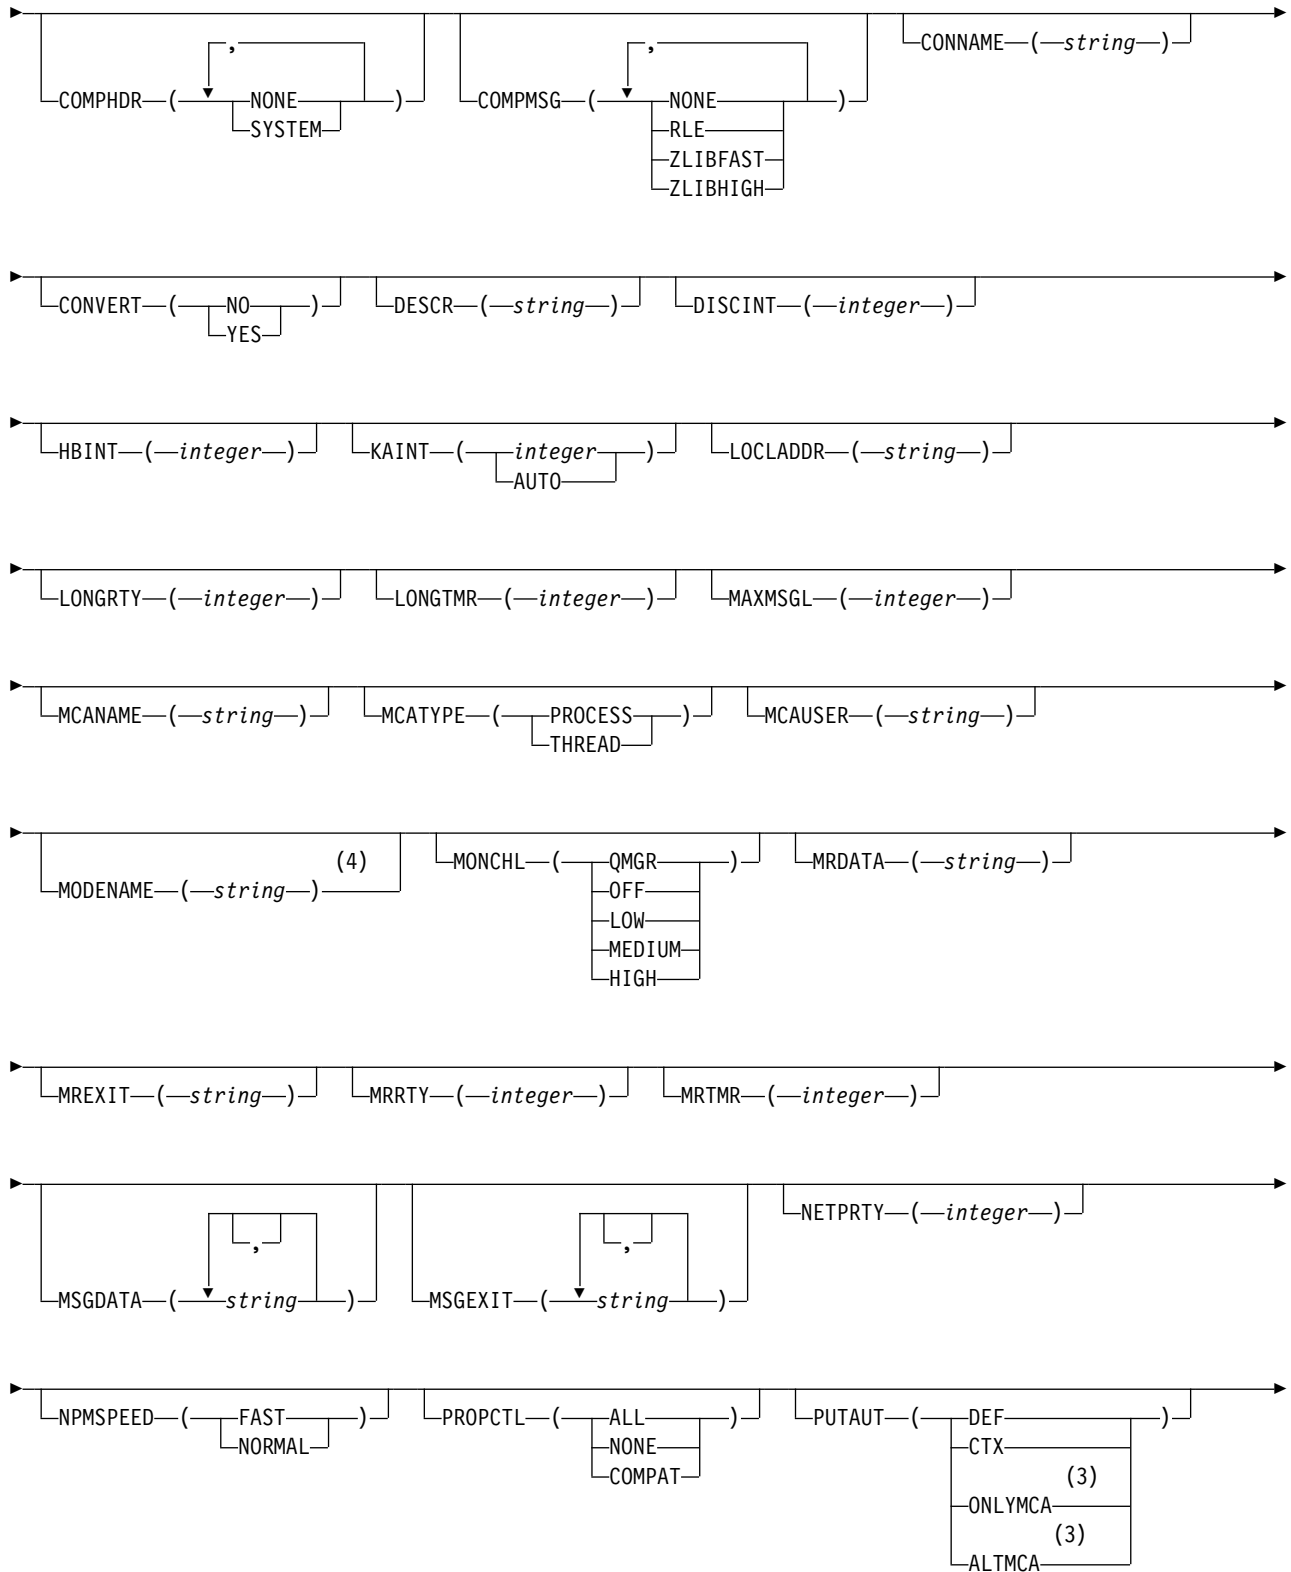 CONNAME ( string )
, ,
COMPHDR ( NONE ) COMPMSG ( NONE )
SYSTEM RLE
ZLIBFAST
ZLIBHIGH
CONVERT ( NO ) DESCR ( string ) DISCINT ( integer )
YES
HBINT ( integer ) KAINT ( integer ) LOCLADDR ( string )
AUTO
LONGRTY ( integer ) LONGTMR ( integer ) MAXMSGL ( integer )
MCANAME ( string ) MCATYPE ( PROCESS ) MCAUSER ( string )
THREAD
(4) MONCHL ( QMGR ) MRDATA ( string )
MODENAME ( string ) OFF
LOW
MEDIUM
HIGH
MREXIT ( string ) MRRTY ( integer ) MRTMR ( integer )
NETPRTY ( integer )
, ,
MSGDATA ( string ) MSGEXIT ( string )
NPMSPEED ( FAST ) PROPCTL ( ALL ) PUTAUT ( DEF )
NORMAL NONE CTX
COMPAT (3)
ONLYMCA
(3)
ALTMCA